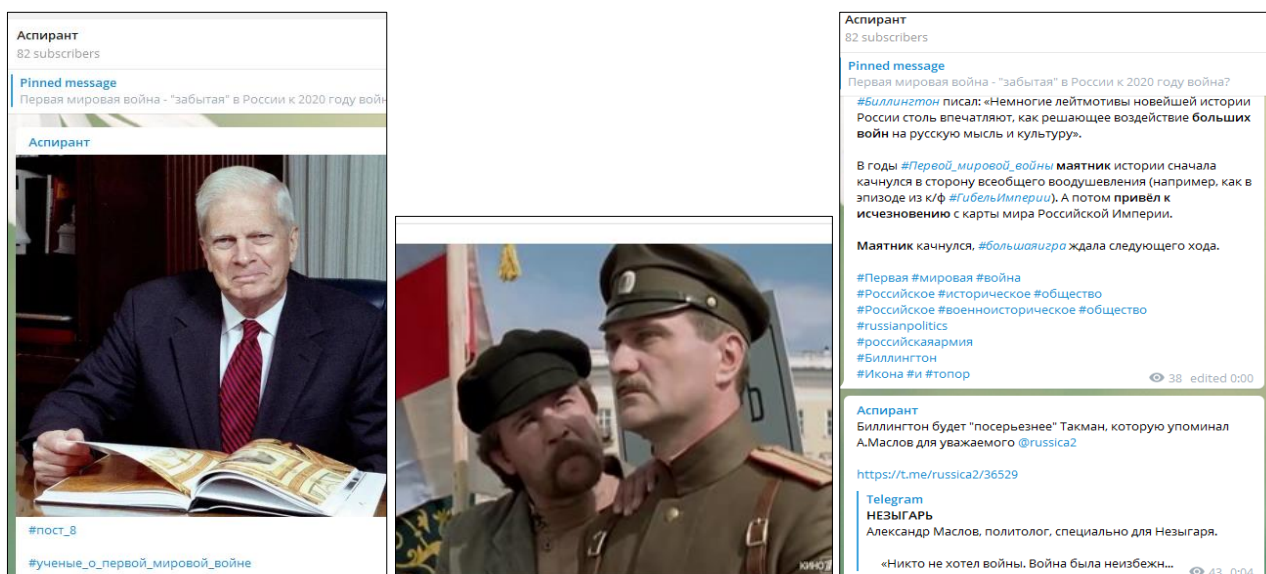 Аспирант
82 subscribers
Pinned message
Первая мировая война - "забытая" в России к 2020 году войн
Аспирант
#пост_8
#ученые_о_первой_мировой_войне
Аспирант
82 subscribers
Pinned message
Первая мировая война - "забытая" в России к 2020 году война?
#Биллингтон писал: «Немногие лейтмотивы новейшей истории
России столь впечатляют, как решающее воздействие больших
войн на русскую мысль и культуру».
В годы #Первой_мировой_войны маятник истории сначала
качнулся в сторону всеобщего воодушевления (например, как в
эпизоде из к/ф #ГибельИмперии). А потом привёл к
исчезновению с карты мира Российской Империи.
Маятник качнулся, #большаяигра ждала следующего хода.
#Первая #мировая #война
#Российское #историческое #общество
#Российское #военноисторическое #общество
#russianpolitics
#российскаяармия
#Биллингтон
#Икона #и #топор
38 edited 0:00
Аспирант
Биллингтон будет "посерьезнее" Такман, которую упоминал
А.Маслов для уважаемого @russica2
https://t.me/russica2/36529
Telegram
НЕЗЫГАРЬ
Александр Маслов, политолог, специально для Незыгаря.
«Никто не хотел войны. Война была неизбежн...
43 0:04